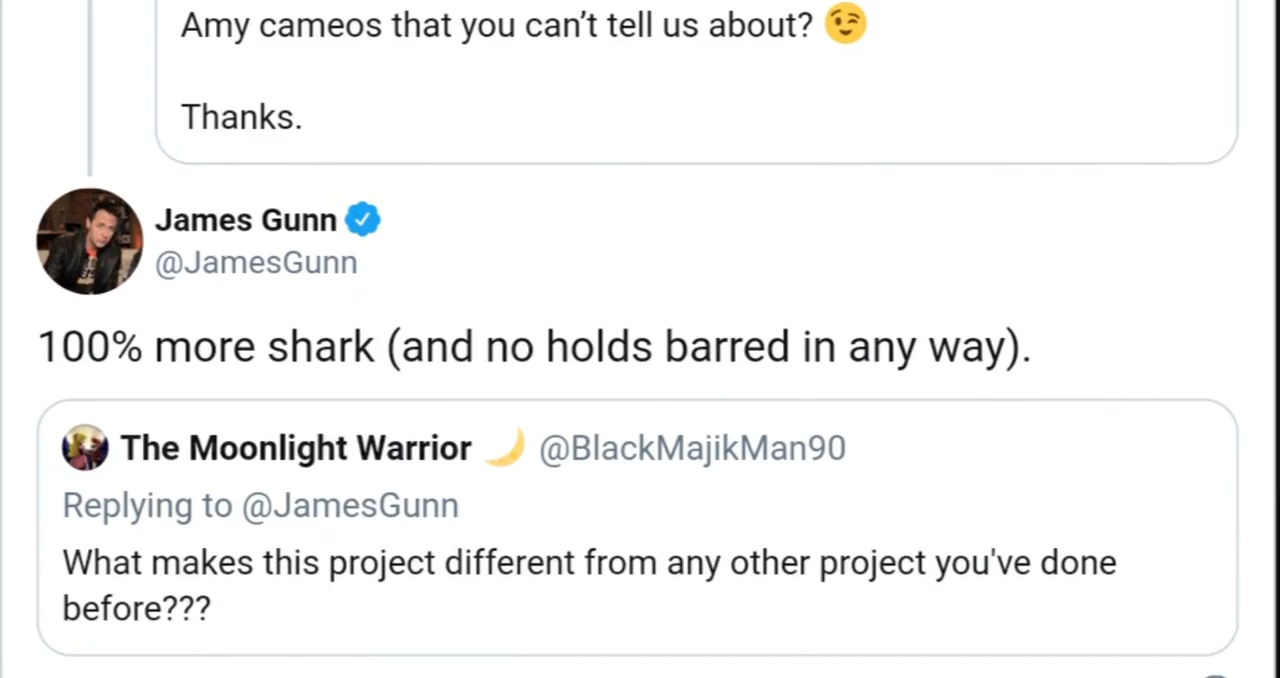 Amy cameos that you can’t tell us about? 😉
Thanks.
James Gunn
@JamesGunn
100% more shark (and no holds barred in any way).
The Moonlight Warrior 🌙 @BlackMajikMan90
Replying to @JamesGunn
What makes this project different from any other project you've done
before???